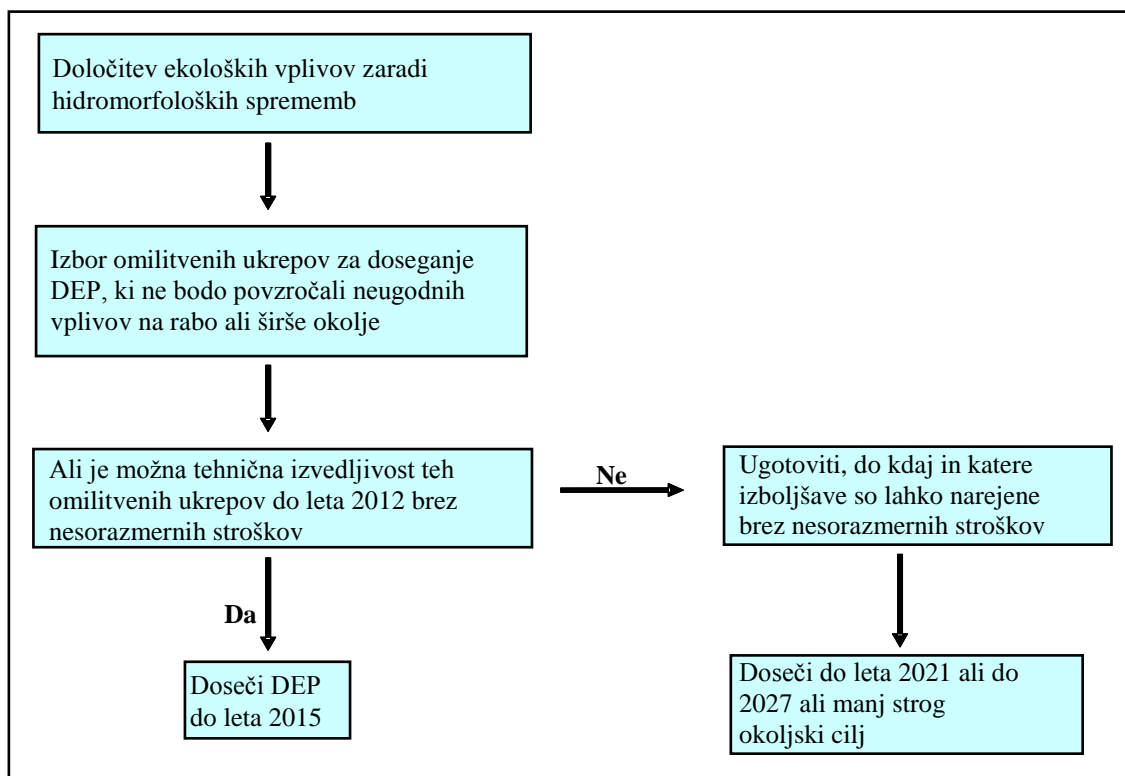 Določitev ekoloških vplivov zaradi
hidromorfoloških sprememb
Izbor omilitvenih ukrepov za doseganje
DEP, ki ne bodo povzročali neugodnih
vplivov na rabo ali širše okolje
Ali je možna tehnična izvedljivost teh
omilitvenih ukrepov do leta 2012 brez
nesorazmernih stroškov
Ne
Ugotoviti, do kdaj in katere
izboljšave so lahko narejene
brez nesorazmernih stroškov
Da
Doseči DEP
do leta 2015
Doseči do leta 2021 ali do
2027 ali manj strog
okoljski cilj